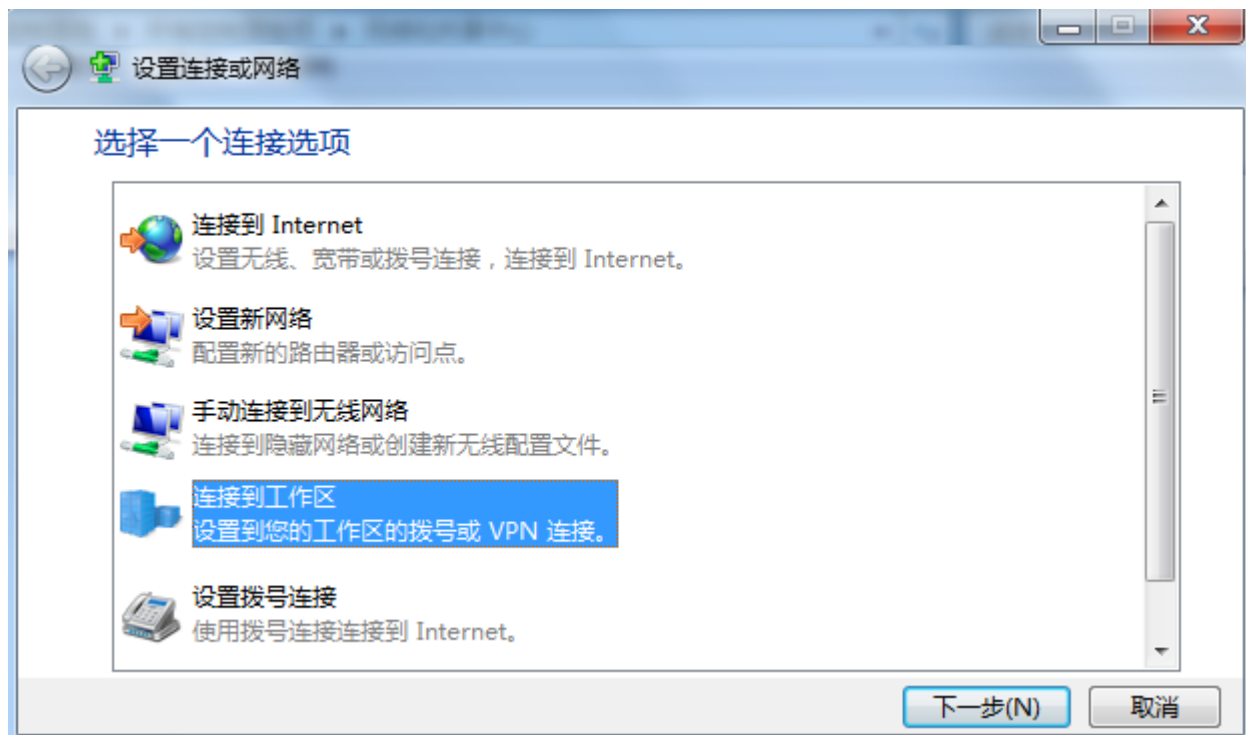 设置连接或网络
选择一个连接选项
连接到 Internet
设置无线、宽带或拨号连接，连接到 Internet。
设置新网络
配置新的路由器或访问点。
手动连接到无线网络
连接到隐藏网络或创建新无线配置文件。
连接到工作区
设置到您的工作区的拨号或 VPN 连接。
设置拨号连接
使用拨号连接连接到 Internet。
下一步(N)
取消